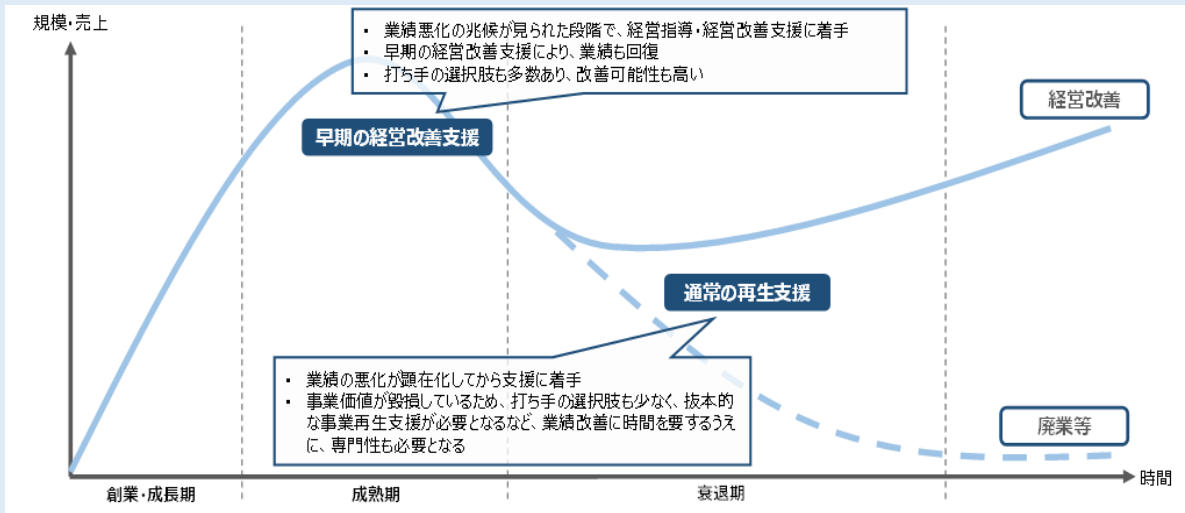 規模・売上
・ 業績悪化の兆候が見られた段階で、経営指導・経営改善支援に着手
・ 早期の経営改善支援により、業績も回復
・ 打ち手の選択肢も多数あり、改善可能性も高い
経営改善
早期の経営改善支援
通常の再生支援
・ 業績の悪化が顕在化してから支援に着手
・ 事業価値が毀損しているため、打ち手の選択肢も少なく、抜本的
な事業再生支援が必要となるなど、業績改善に時間を要するうえ
に、専門性も必要となる
廃業等
時間
創業・成長期
成熟期
衰退期